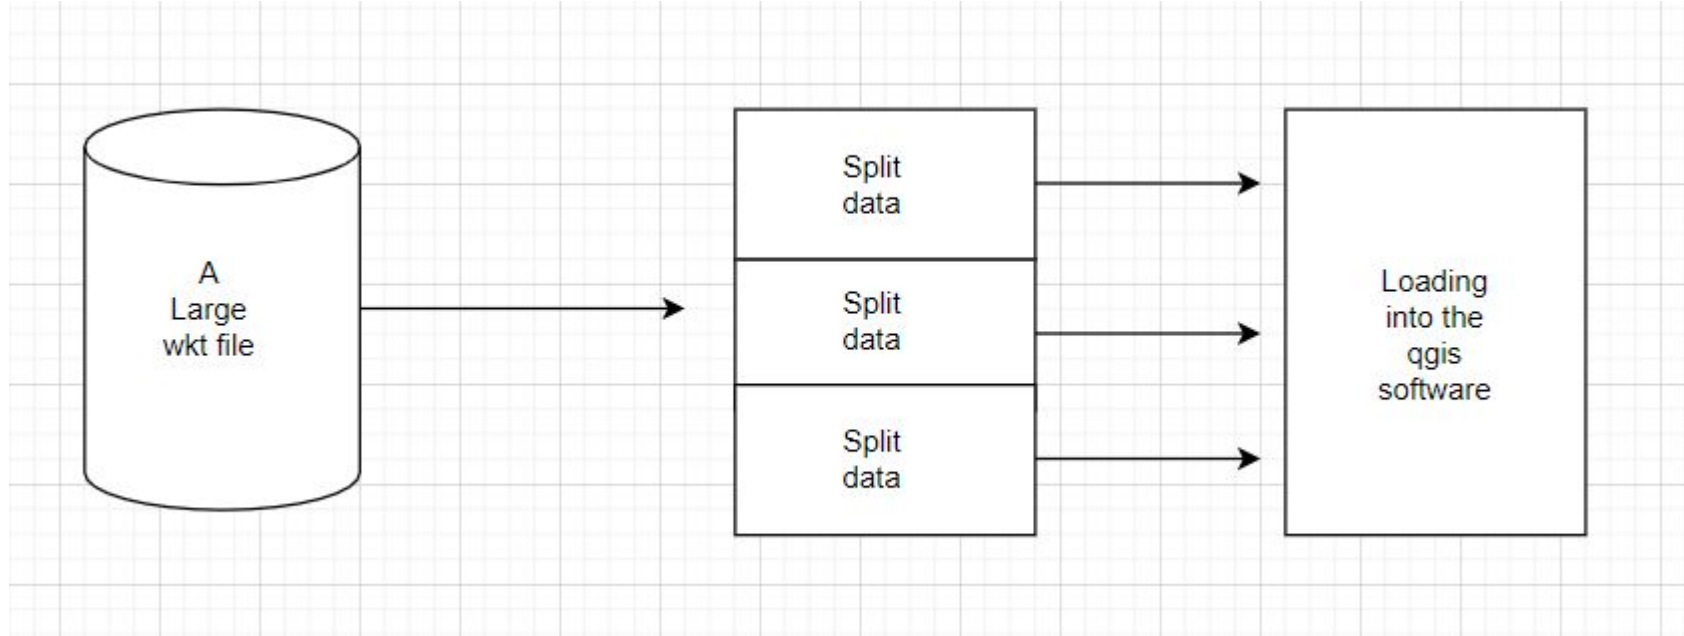 A
Large
wkt file
Split
data
Split
data
Split
data
Loading
into the
qgis
software